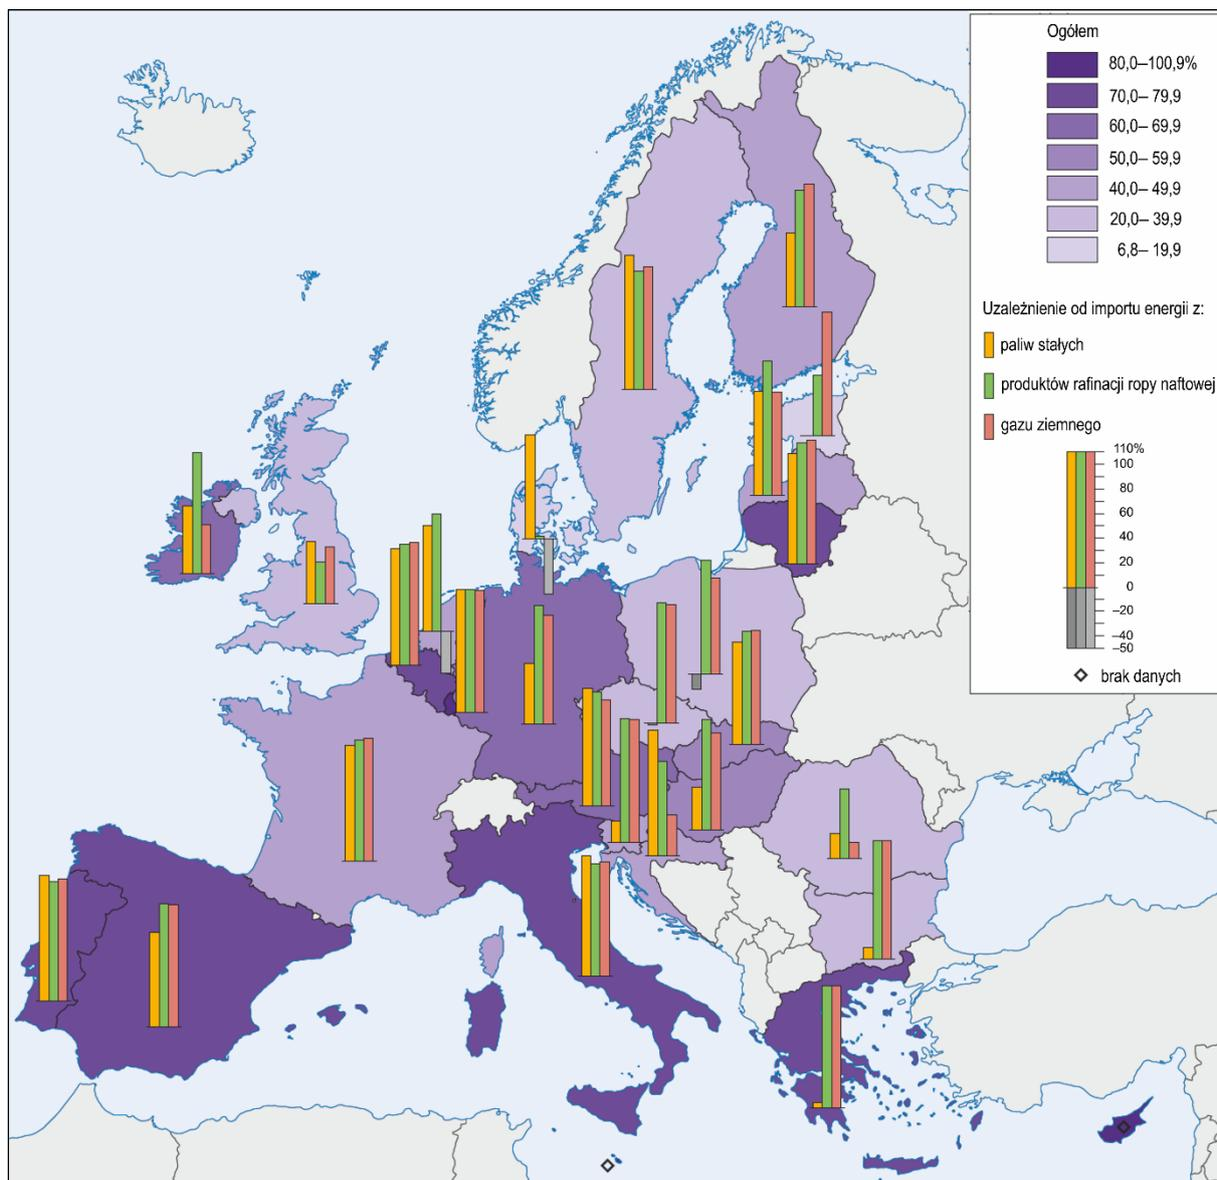 Ogółem
80,0–100,9%
70,0– 79,9
60,0– 69,9
50,0– 59,9
40,0– 49,9
20,0– 39,9
6,8– 19,9
Uzależnienie od importu energii z:
paliw stałych
produktów rafinacji ropy naftowej
gazu ziemnego
110%
100
80
60
40
20
0
–20
–40
–50
brak danych